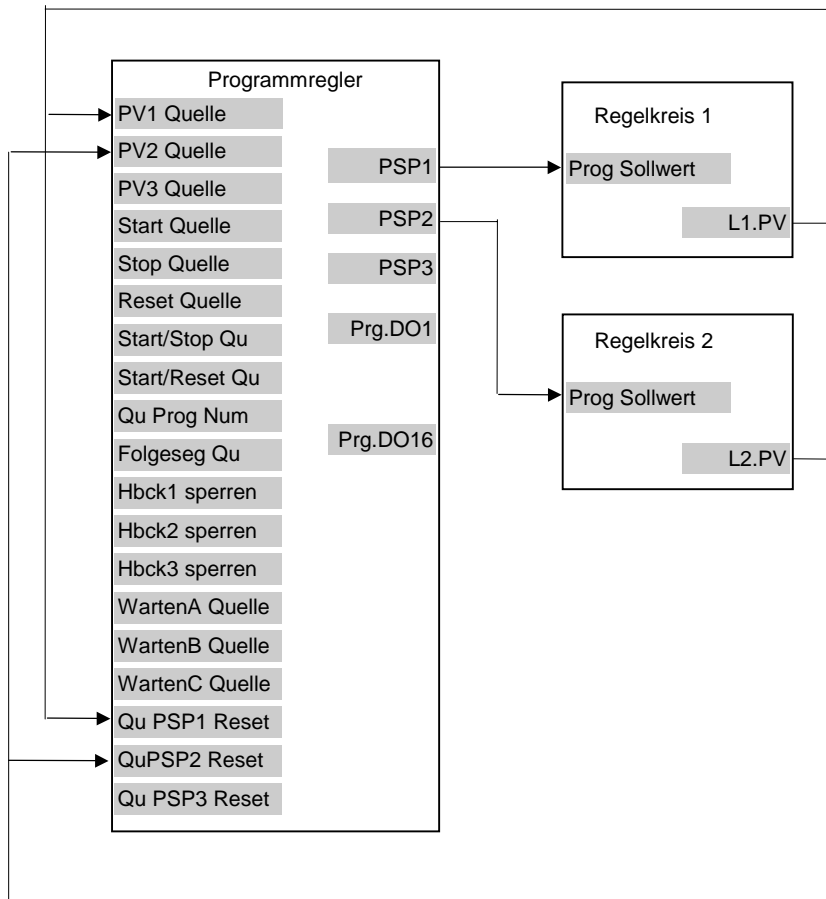 Programmregler
PV1 Quelle
PV2 Quelle
PV3 Quelle
Start Quelle
Stop Quelle
Reset Quelle
Start/Stop Qu
Start/Reset Qu
Qu Prog Num
Folgeseg Qu
Hbck1 sperren
Hbck2 sperren
Hbck3 sperren
WartenA Quelle
WartenB Quelle
WartenC Quelle
Qu PSP1 Reset
QuPSP2 Reset
Qu PSP3 Reset
PSP1
PSP2
PSP3
Prg.DO1
Prg.DO16
Regelkreis 1
Prog Sollwert
L1.PV
Regelkreis 2
Prog Sollwert
L2.PV